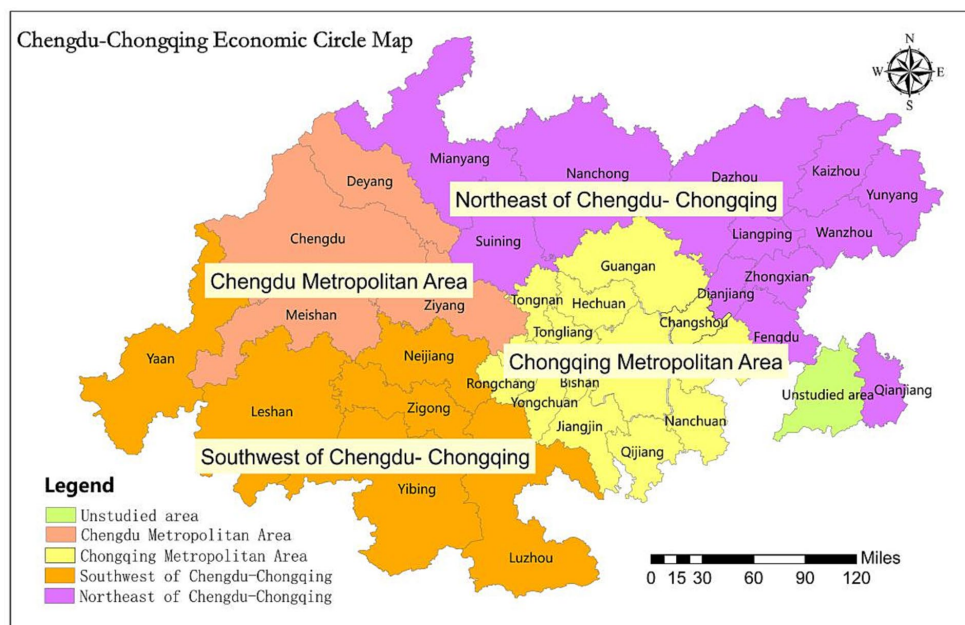 Chengdu-Chongqing Economic Circle Map
N
W
E
S
Mianyang
Nanchong
Dazhou
Kaizhou
Deyang
Yunyang
Northeast of Chengdu- Chongqing
Chengdu
Suining
Liangping
Wanzhou
Guangan
Zhongxian
Chengdu Metropolitan Area
Tongnan
Hechuan
Dianjiang
Ziyang
Meishan
Tongliang
Changshou
Fengdu
Yaan
Neijiang
Chongqing Metropolitan Area
Rongchang
Bishan
Unstudied area
Qianjiang
Leshan
Zigong
Yongchuan
Jiangjin
Nanchuan
Southwest of Chengdu- Chongqing
Qijiang
Yibing
Luzhou
Legend
Unstudied area
Chengdu Metropolitan Area
Chongqing Metropolitan Area
Southwest of Chengdu-Chongqing
Northeast of Chengdu-Chongqing
Miles
0 15 30 60 90 120